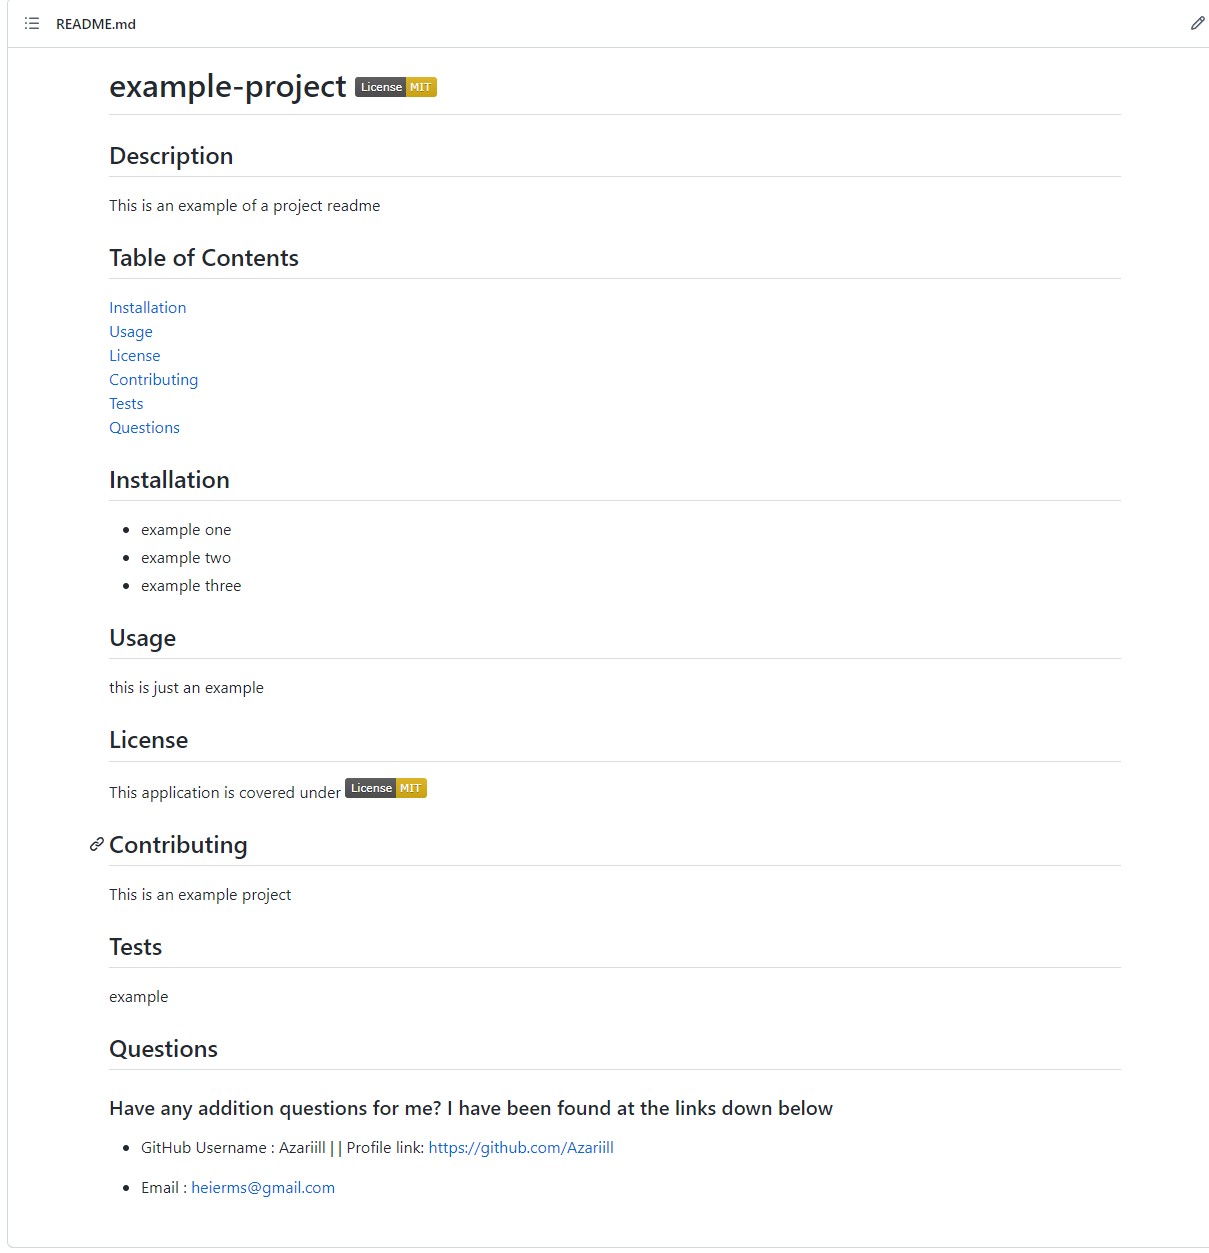 README.md
example-project License MIT
Description
This is an example of a project readme
Table of Contents
Installation
Usage
License
Contributing
Tests
Questions
Installation
example one
example two
example three
Usage
this is just an example
License
This application is covered under License MIT
Contributing
This is an example project
Tests
example
Questions
Have any addition questions for me? I have been found at the links down below
GitHub Username : Azariill | | Profile link: https://github.com/Azariill
Email : heierms@gmail.com